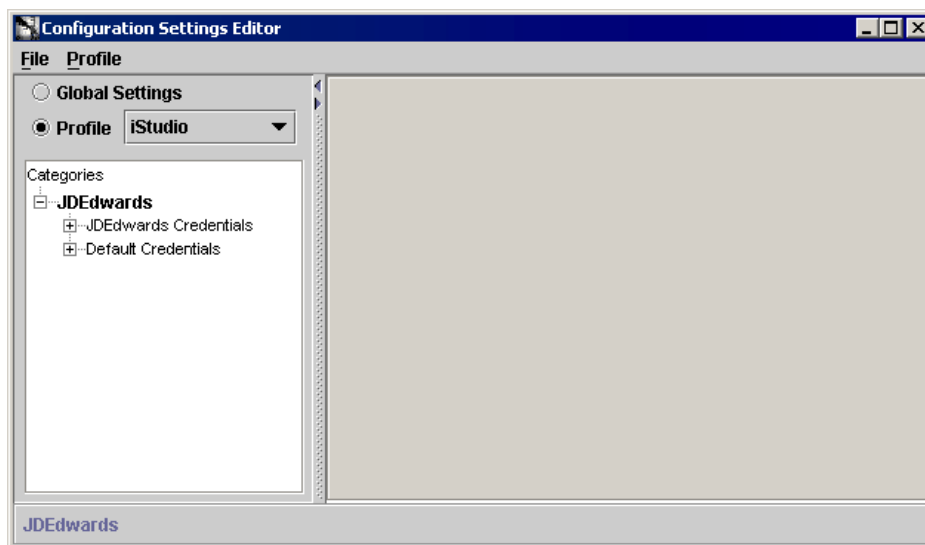 Configuration Settings Editor
File Profile
Global Settings
Profile iStudio
Categories
JDEdwards
JDEdwards Credentials
Default Credentials
JDEdwards